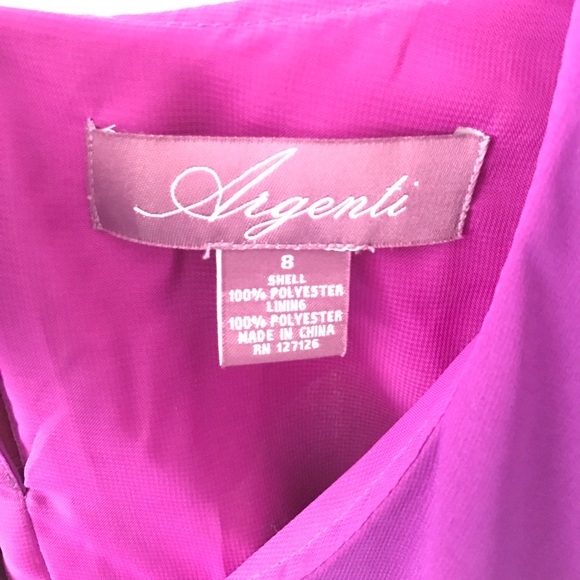 Argenti
8
SHELL
100% POLYESTER
LINING
100% POLYESTER
MADE IN CHINA
RN 127126